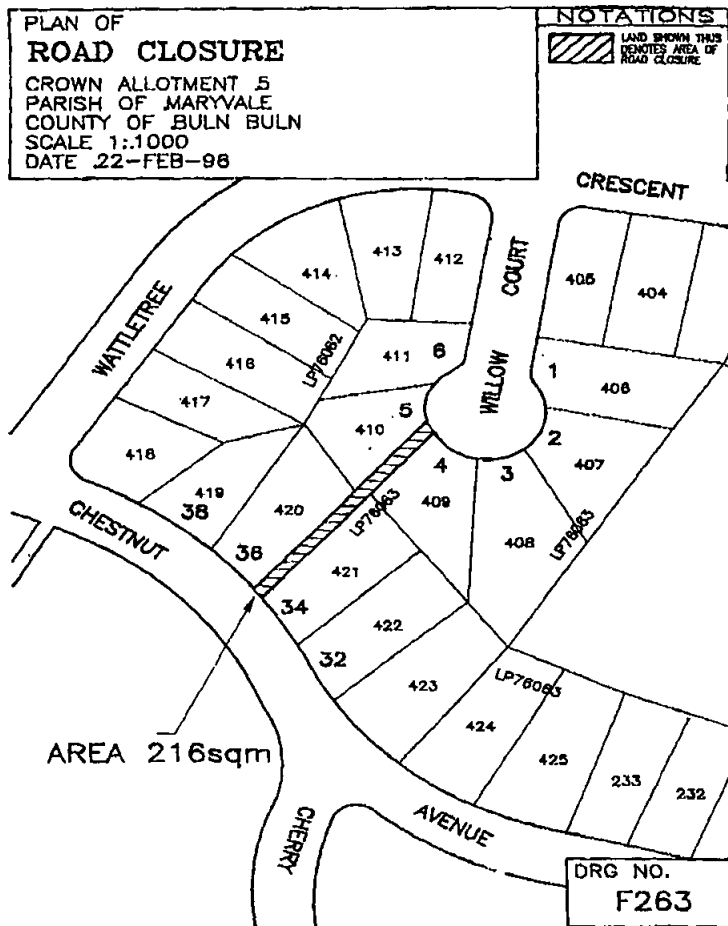 PLAN OF
ROAD CLOSURE
CROWN ALLOTMENT 5
PARISH OF MARYVALE
COUNTY OF BULN BULN
SCALE 1:1000
DATE 22-FEB-98
NOTATIONS
LAND SHOWN THUS
DENOTES AREA OF
ROAD CLOSURE
CRESCENT
WATTLETREE
COURT
WILLOW
413
412
414
405
404
415
416
LP76062
411
6
1
406
417
410
5
2
418
4
3
407
419
38
420
409
LP76063
408
LP76063
CHESTNUT
36
421
34
422
32
423
LP76063
424
425
233
232
AREA 216sqm
CHERRY
AVENUE
DRG NO.
F263